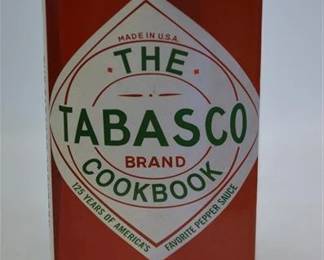 MADE IN U.S.A.
THE
TABASCO
BRAND
COOKBOOK
125 YEARS OF AMERICA'S
FAVORITE PEPPER SAUCE